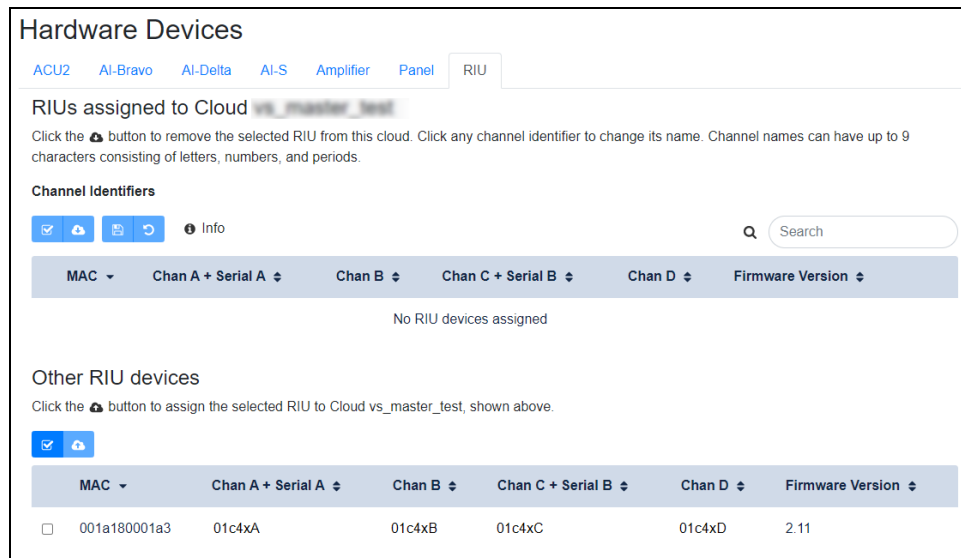 Hardware Devices
ACU2 AI-Bravo AI-Delta AI-S Amplifier Panel RIU
RIUs assigned to Cloud vs_master_test
Click the button to remove the selected RIU from this cloud. Click any channel identifier to change its name. Channel names can have up to 9
characters consisting of letters, numbers, and periods.
Channel Identifiers
Info Search
MAC Chan A + Serial A Chan B Chan C + Serial B Chan D Firmware Version
No RIU devices assigned
Other RIU devices
Click the button to assign the selected RIU to Cloud vs_master_test, shown above.
MAC Chan A + Serial A Chan B Chan C + Serial B Chan D Firmware Version
001a180001a3 01c4xA 01c4xB 01c4xC 01c4xD 2.11